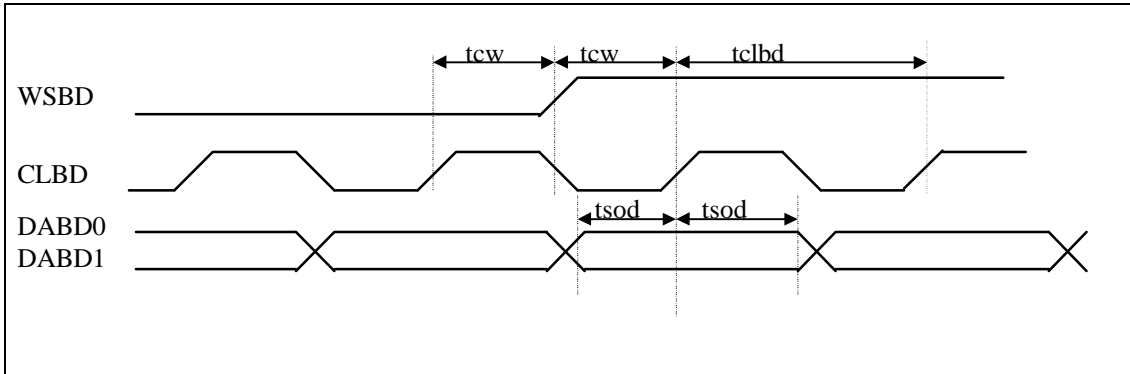 tcw tcw tclbd
WSBD
CLBD
tsod tsod
DABD0
DABD1